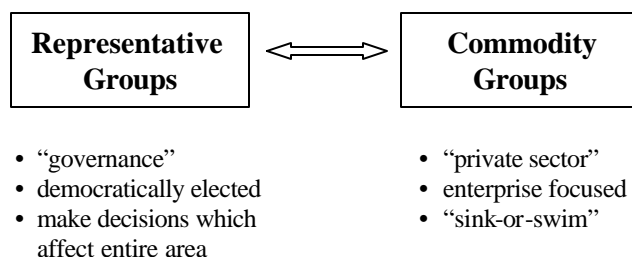 Representative
Groups
Commodity
Groups
• “governance”
• democratically elected
• make decisions which
affect entire area
• “private sector”
• enterprise focused
• “sink-or-swim”